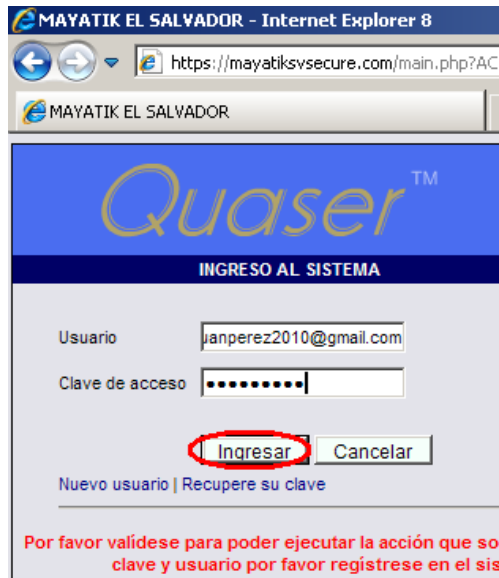 MAYATIK EL SALVADOR - Internet Explorer 8
https://mayatiksvsecure.com/main.php?AC
MAYATIK EL SALVADOR
Quaser™
INGRESO AL SISTEMA
Usuario uanperez2010@gmail.com
Clave de acceso •••••••••
Ingresar Cancelar
Nuevo usuario | Recupere su clave
Por favor valídese para poder ejecutar la acción que so
clave y usuario por favor regístrese en el sis